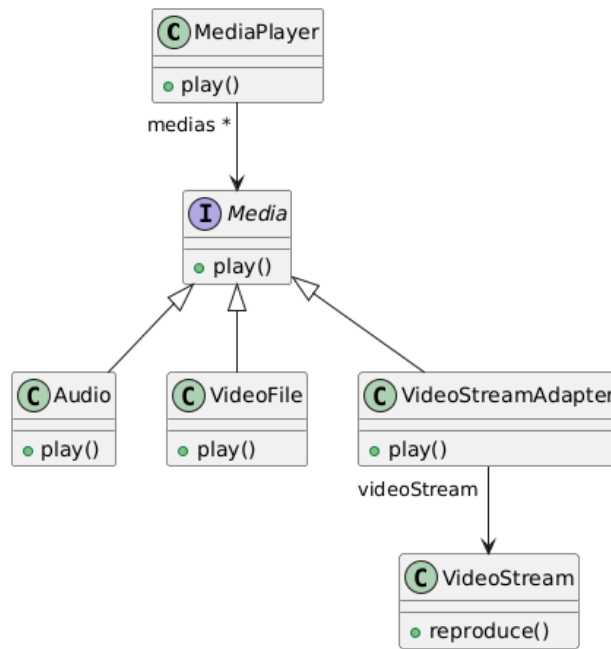 C MediaPlayer
play()
medias *
I Media
play()
C Audio
play()
C VideoFile
play()
C VideoStreamAdapter
play()
videoStream
C VideoStream
reproduce()